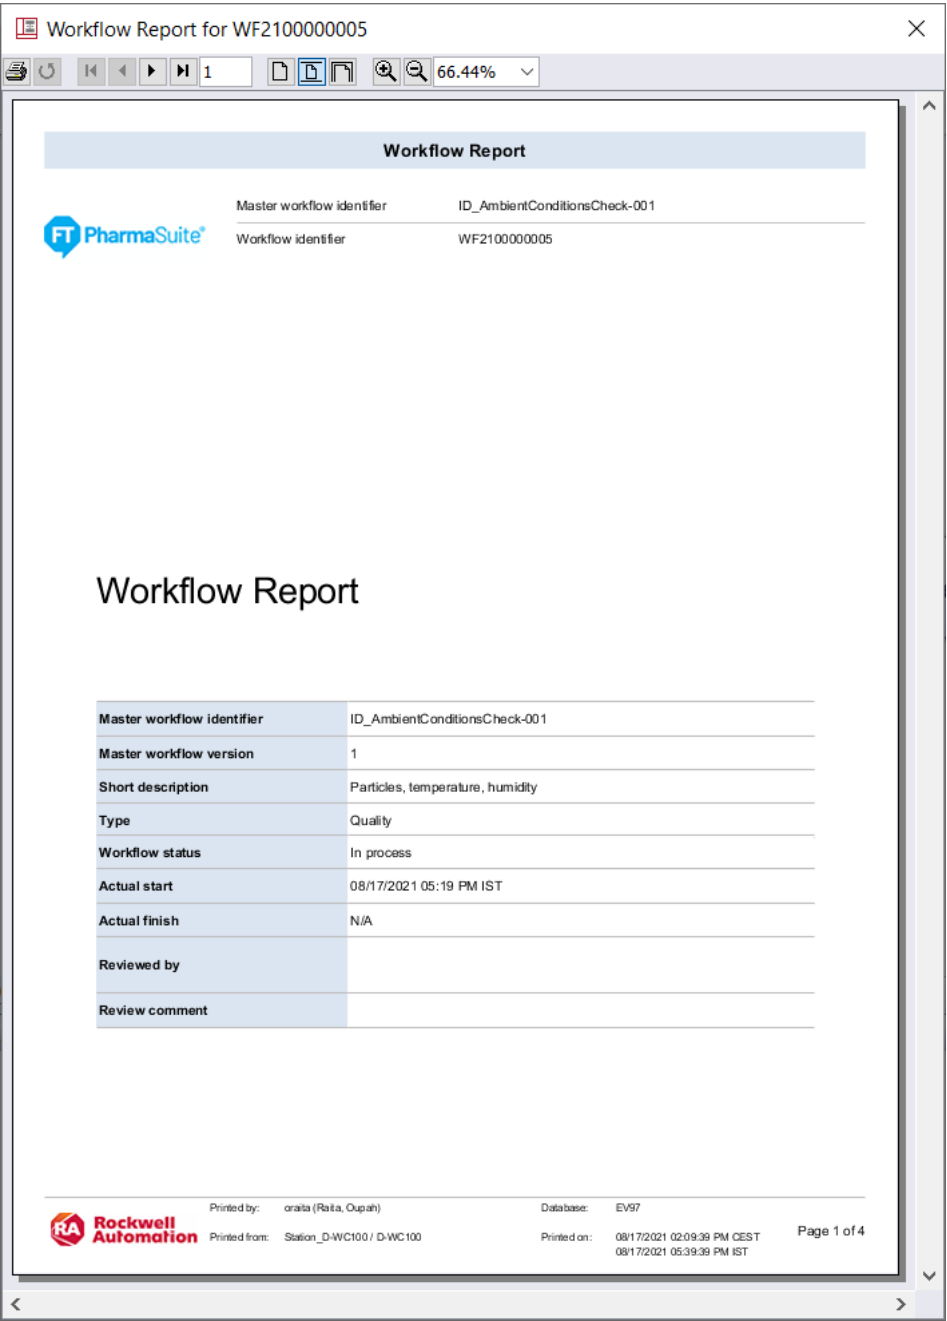 Workflow Report for WF2100000005
1 66.44%
Workflow Report
Master workflow identifier ID_AmbientConditionsCheck-001
FT PharmaSuite®
Workflow identifier WF2100000005
Workflow Report
Master workflow identifier ID_AmbientConditionsCheck-001
Master workflow version 1
Short description Particles, temperature, humidity
Type Quality
Workflow status In process
Actual start 08/17/2021 05:19 PM IST
Actual finish N/A
Reviewed by
Review comment
RA Rockwell Automation
Printed by: oraita (Raita, Oupah) Database: EV97
Printed from: Station_D-WC100 / D-WC100 Printed on: 08/17/2021 02:09:39 PM CEST
08/17/2021 05:39:39 PM IST
Page 1 of 4